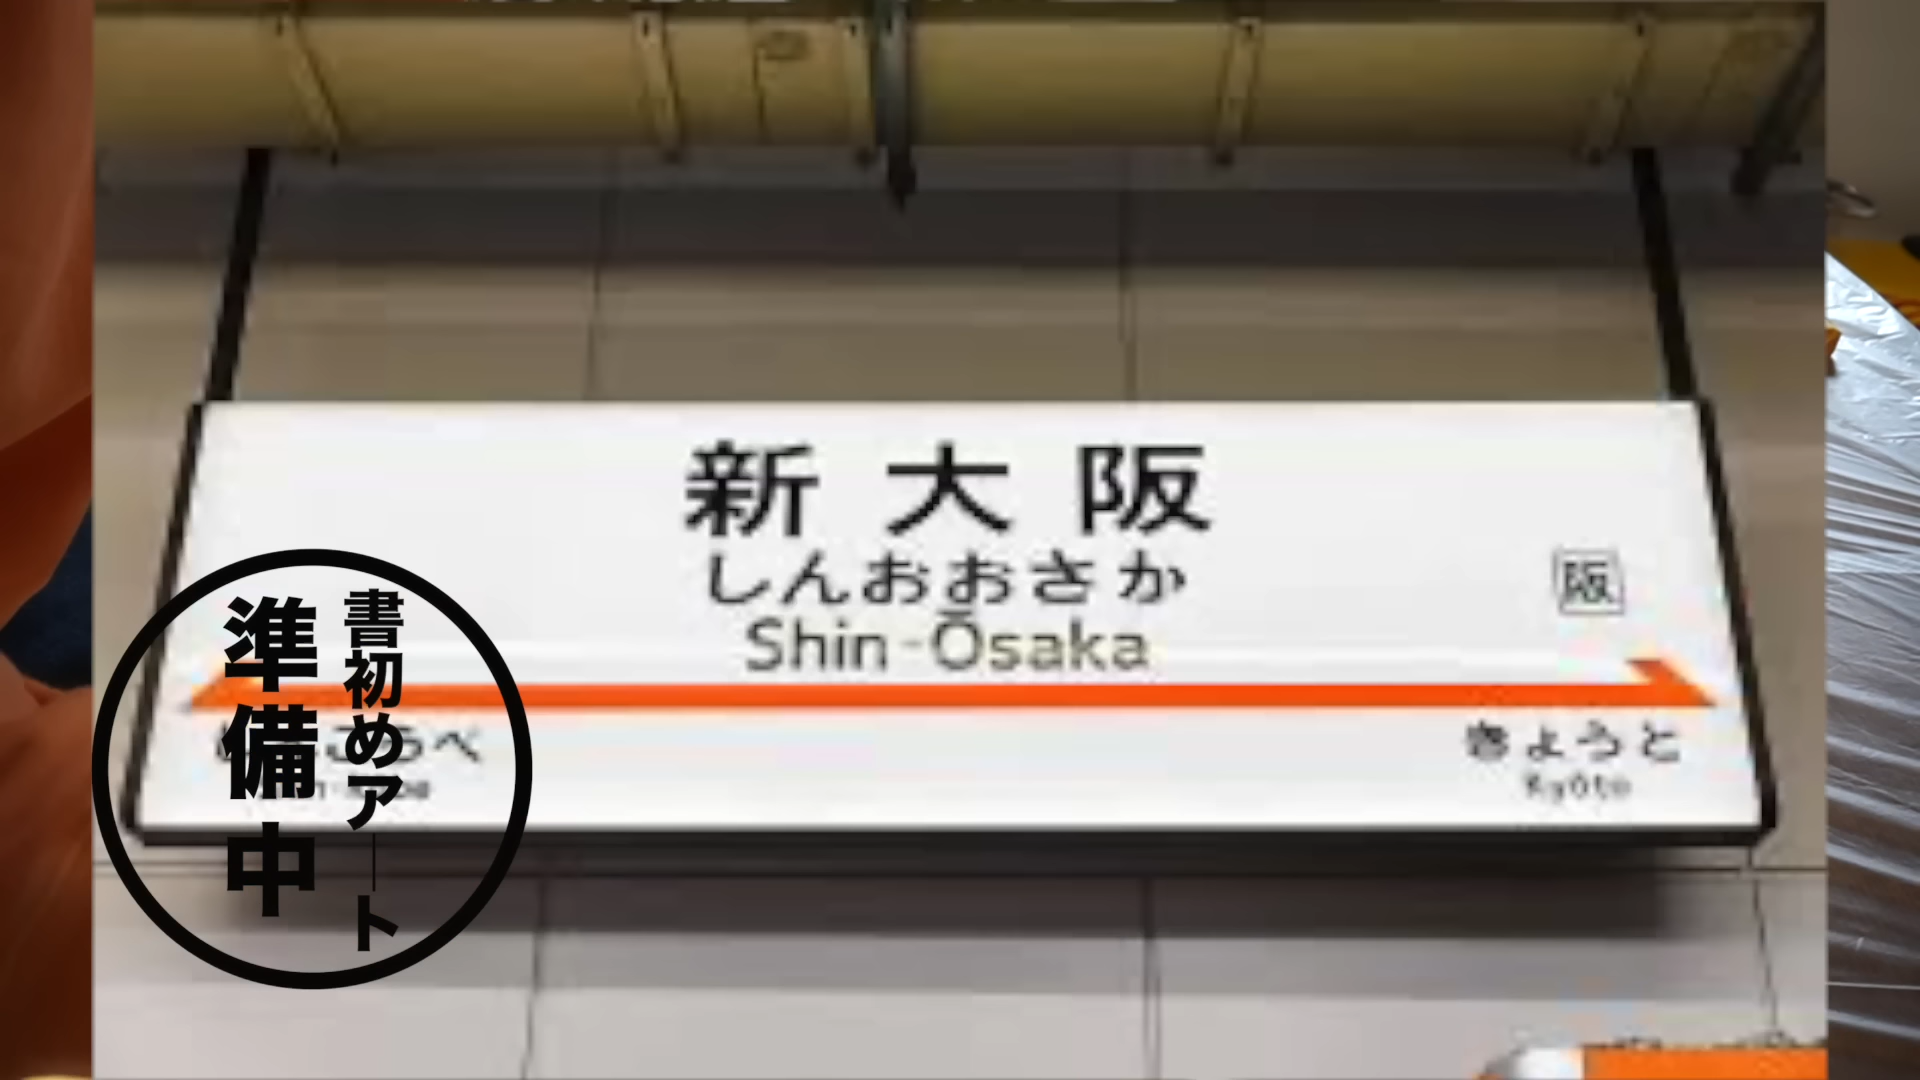 新大阪
しんおおさか
Shin-Ōsaka
阪
きょうと
Kyōto
書初めアート
準備中